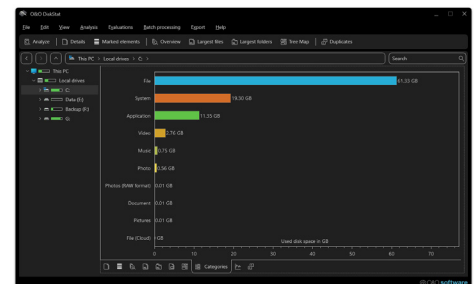 O&O DiskStat
File Edit View Analysis Evaluations Batch processing Export Help
Analyze Details Marked elements Overview Largest files Largest folders Tree Map Duplicates
This PC › Local drives › C: › Search
This PC
Local drives
C:
Data (E:)
Backup (F:)
G:
File 61,33 GB
System 19,30 GB
Application 11,35 GB
Video 2,76 GB
Music 0,75 GB
Photo 0,56 GB
Photos (RAW format) 0,01 GB
Document 0,01 GB
Pictures 0,01 GB
File (Cloud) GB
Used disk space in GB
0 10 20 30 40 50 60 70
Categories
O&O software